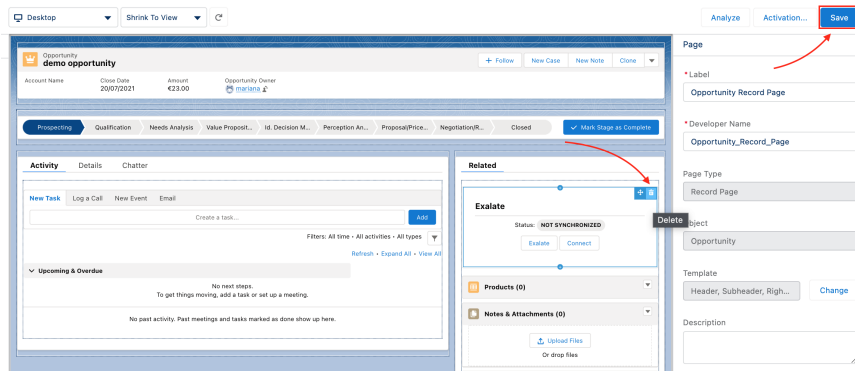 Desktop
Shrink To View
Analyze
Activation...
Save
Opportunity
demo opportunity
+ Follow
New Case
New Note
Clone
Account Name
Close Date
20/07/2021
Amount
€23.00
Opportunity Owner
mariana
Prospecting
Qualification
Needs Analysis
Value Proposit...
Id. Decision M...
Perception An...
Proposal/Price...
Negotiation/R...
Closed
✓ Mark Stage as Complete
Activity
Details
Chatter
New Task
Log a Call
New Event
Email
Create a task...
Add
Filters: All time • All activities • All types
Refresh • Expand All • View All
Upcoming & Overdue
No next steps.
To get things moving, add a task or set up a meeting.
No past activity. Past meetings and tasks marked as done show up here.
Related
Exalate
Status: NOT SYNCHRONIZED
Exalate
Connect
Delete
Products (0)
Notes & Attachments (0)
Upload Files
Or drop files
Page
*Label
Opportunity Record Page
*Developer Name
Opportunity_Record_Page
Page Type
Record Page
bject
Opportunity
Template
Header, Subheader, Righ...
Change
Description